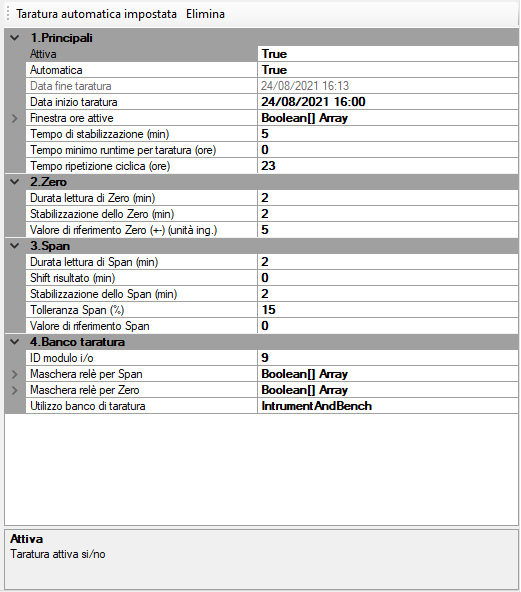 Taratura automatica impostata Elimina
1.Principali
Attiva True
Automatica True
Data fine taratura 24/08/2021 16:13
Data inizio taratura 24/08/2021 16:00
Finestra ore attive Boolean[] Array
Tempo di stabilizzazione (min) 5
Tempo minimo runtime per taratura (ore) 0
Tempo ripetizione ciclica (ore) 23
2.Zero
Durata lettura di Zero (min) 2
Stabilizzazione dello Zero (min) 2
Valore di riferimento Zero (+-) (unità ing.) 5
3.Span
Durata lettura di Span (min) 2
Shift risultato (min) 0
Stabilizzazione dello Span (min) 2
Tolleranza Span (%) 15
Valore di riferimento Span 0
4.Banco taratura
ID modulo i/o 9
Maschera relè per Span Boolean[] Array
Maschera relè per Zero Boolean[] Array
Utilizzo banco di taratura IntrumentAndBench
Attiva
Taratura attiva si/no